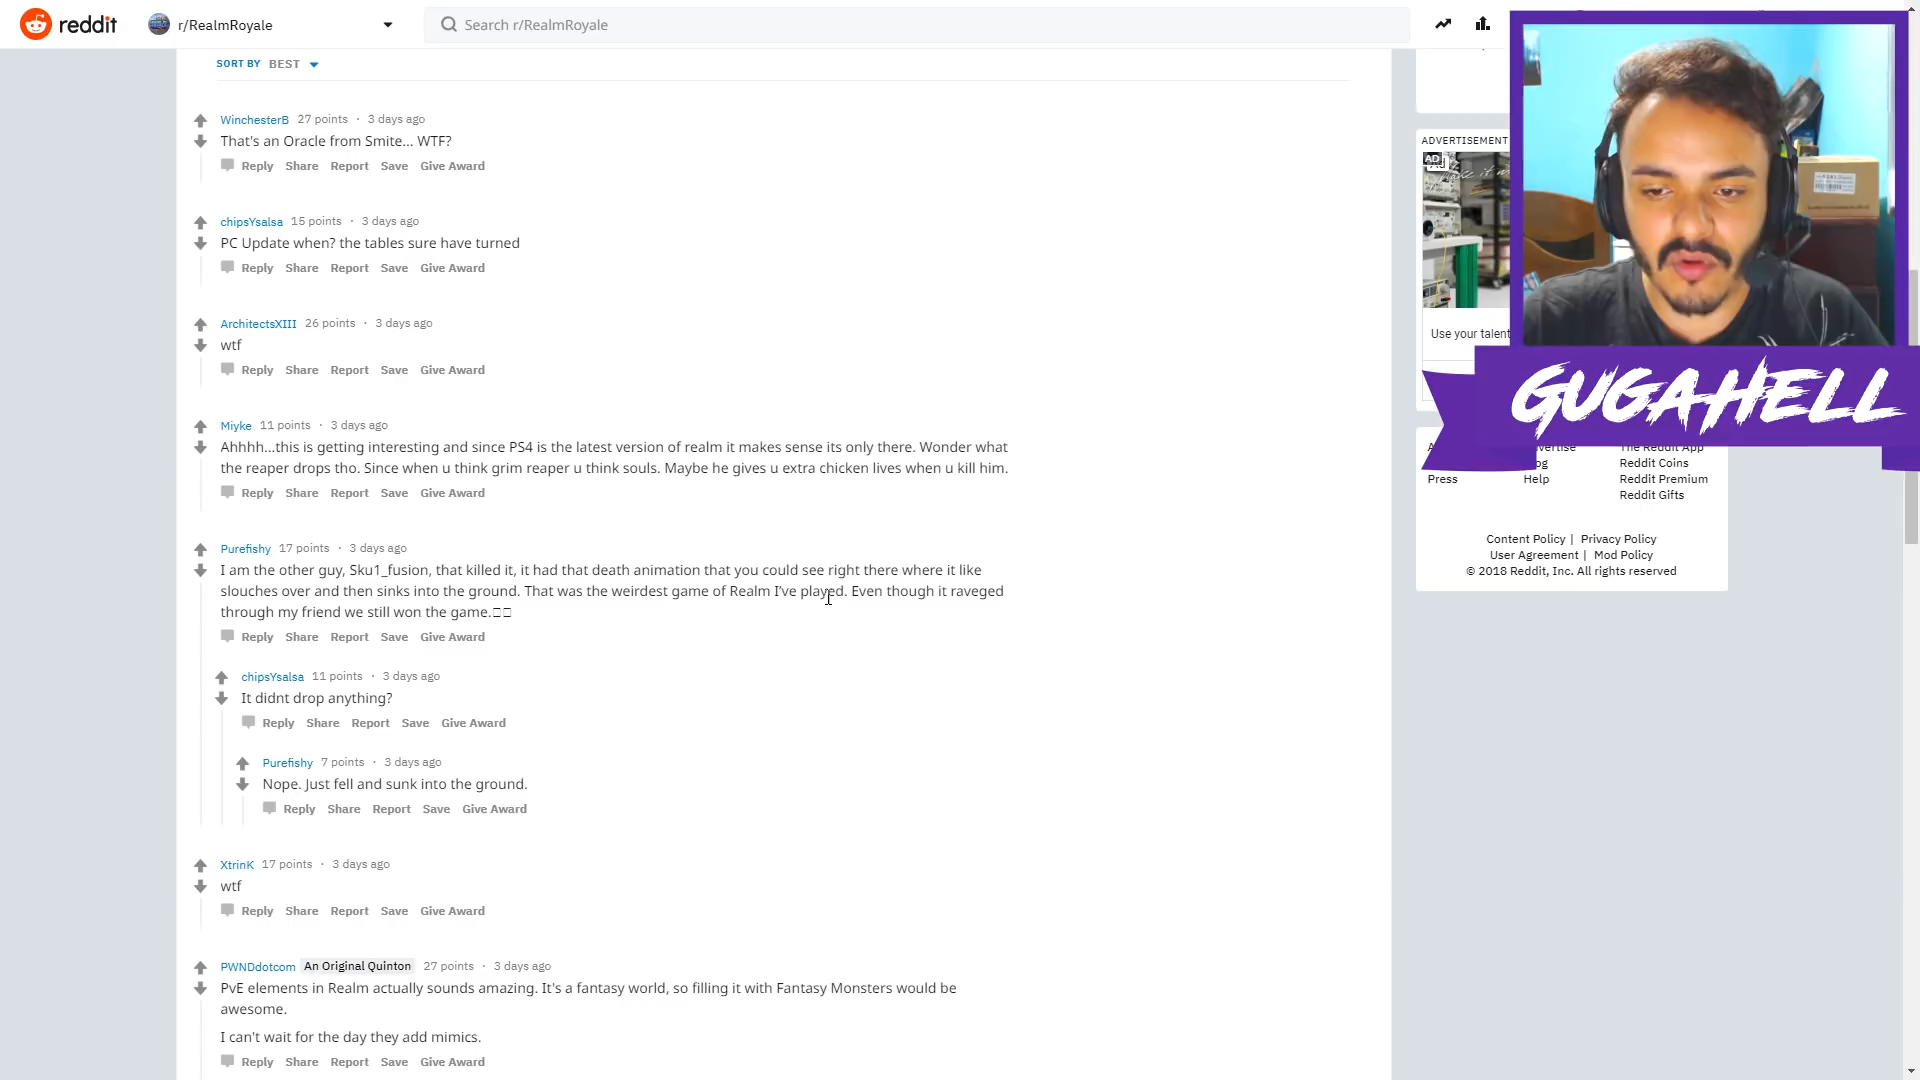 reddit r/RealmRoyale Search r/RealmRoyale
SORT BY BEST
WinchesterB 27 points · 3 days ago
That's an Oracle from Smite... WTF?
Reply Share Report Save Give Award
chipsYsalsa 15 points · 3 days ago
PC Update when? the tables sure have turned
Reply Share Report Save Give Award
ArchitectsXIII 26 points · 3 days ago
wtf
Reply Share Report Save Give Award
Miyke 11 points · 3 days ago
Ahhhh...this is getting interesting and since PS4 is the latest version of realm it makes sense its only there. Wonder what
the reaper drops tho. Since when u think grim reaper u think souls. Maybe he gives u extra chicken lives when u kill him.
Reply Share Report Save Give Award
Purefishy 17 points · 3 days ago
I am the other guy, Sku1_fusion, that killed it, it had that death animation that you could see right there where it like
slouches over and then sinks into the ground. That was the weirdest game of Realm I've played. Even though it raveged
through my friend we still won the game.
Reply Share Report Save Give Award
chipsYsalsa 11 points · 3 days ago
It didnt drop anything?
Reply Share Report Save Give Award
Purefishy 7 points · 3 days ago
Nope. Just fell and sunk into the ground.
Reply Share Report Save Give Award
XtrinK 17 points · 3 days ago
wtf
Reply Share Report Save Give Award
PWNDdotcom An Original Quinton 27 points · 3 days ago
PvE elements in Realm actually sounds amazing. It's a fantasy world, so filling it with Fantasy Monsters would be
awesome.
I can't wait for the day they add mimics.
Reply Share Report Save Give Award
ADVERTISEMENT
AD
Use your talent
GUGAHELL
The Reddit App
Reddit Coins
Press Help Reddit Premium
Reddit Gifts
Content Policy | Privacy Policy
User Agreement | Mod Policy
© 2018 Reddit, Inc. All rights reserved